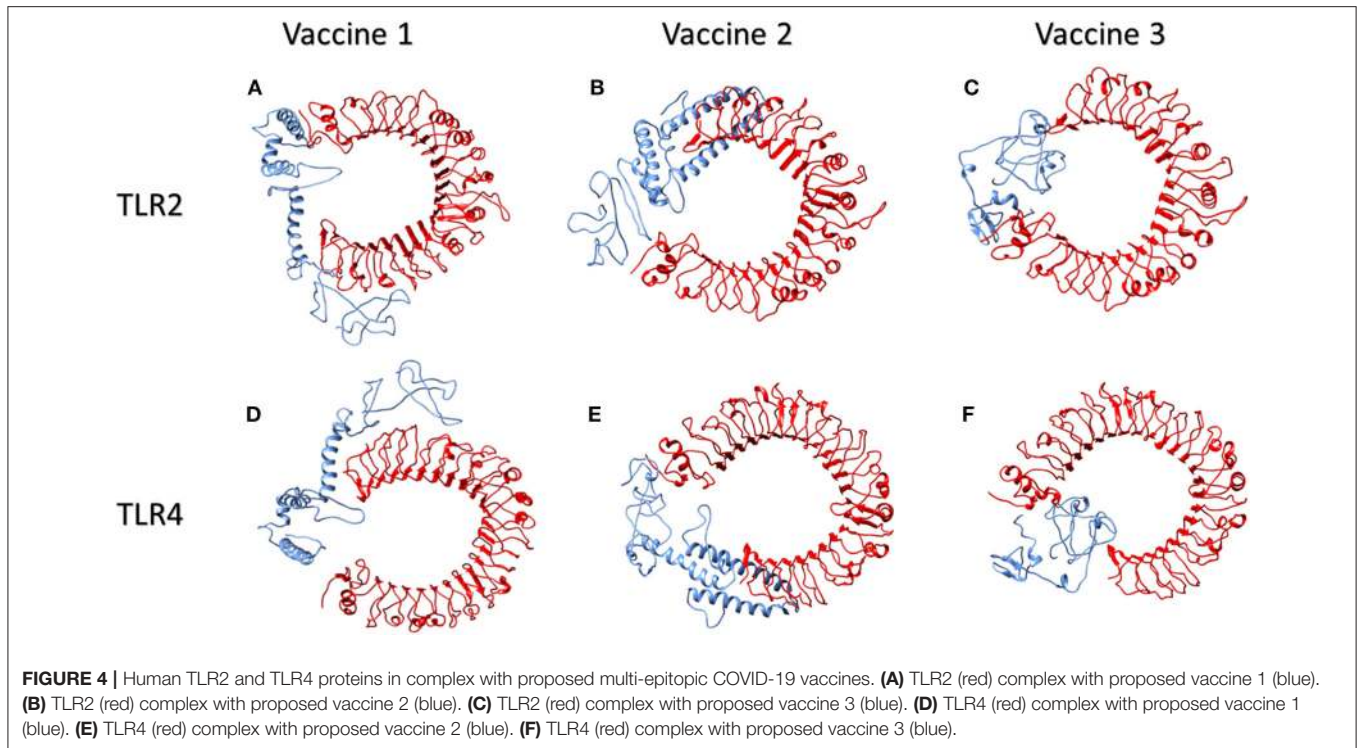 Vaccine 1 Vaccine 2 Vaccine 3
A B C
TLR2
D E F
TLR4
FIGURE 4 | Human TLR2 and TLR4 proteins in complex with proposed multi-epitopic COVID-19 vaccines. (A) TLR2 (red) complex with proposed vaccine 1 (blue).
(B) TLR2 (red) complex with proposed vaccine 2 (blue). (C) TLR2 (red) complex with proposed vaccine 3 (blue). (D) TLR4 (red) complex with proposed vaccine 1
(blue). (E) TLR4 (red) complex with proposed vaccine 2 (blue). (F) TLR4 (red) complex with proposed vaccine 3 (blue).